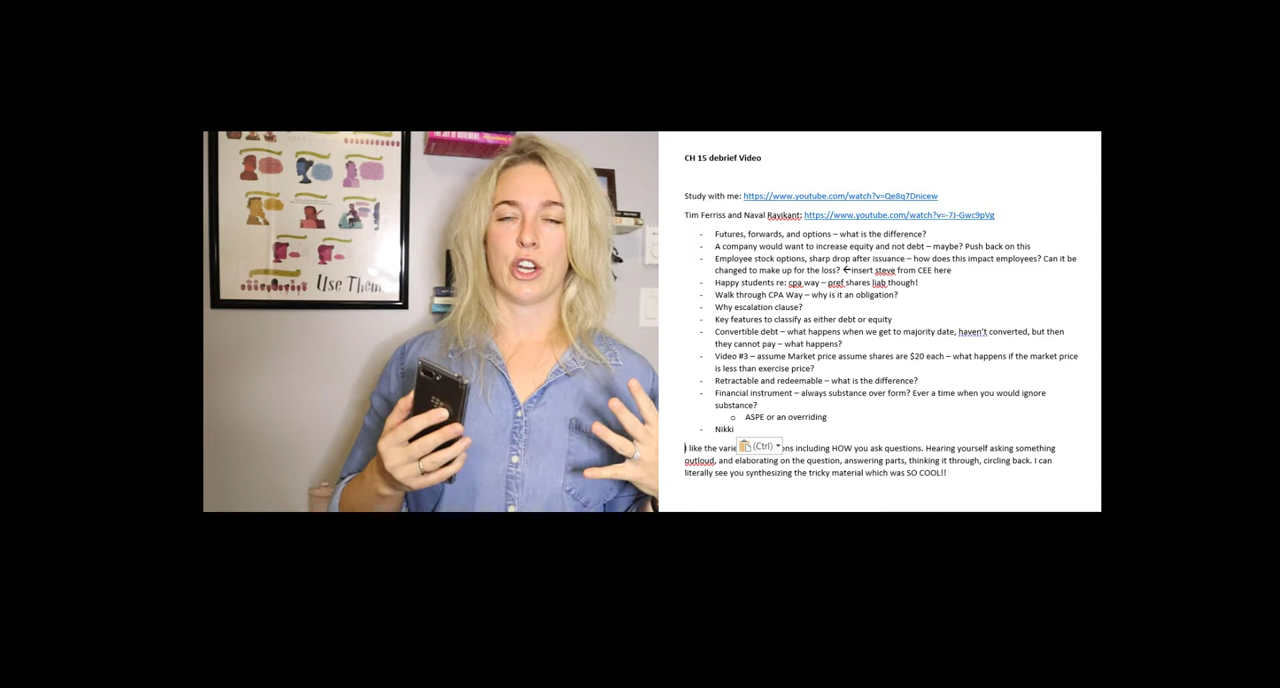 Use Them
CH 15 debrief Video
Study with me: https://www.youtube.com/watch?v=Qe8q7Dnicew
Tim Ferriss and Naval Ravikant: https://www.youtube.com/watch?v=-7J-Gwc9pVg
- Futures, forwards, and options – what is the difference?
- A company would want to increase equity and not debt – maybe? Push back on this
- Employee stock options, sharp drop after issuance – how does this impact employees? Can it be
changed to make up for the loss? ←insert steve from CEE here
- Happy students re: cpa way – pref shares liab though!
- Walk through CPA Way – why is it an obligation?
- Why escalation clause?
- Key features to classify as either debt or equity
- Convertible debt – what happens when we get to majority date, haven't converted, but then
they cannot pay – what happens?
- Video #3 – assume Market price assume shares are $20 each – what happens if the market price
is less than exercise price?
- Retractable and redeemable – what is the difference?
- Financial instrument – always substance over form? Ever a time when you would ignore
substance?
o ASPE or an overriding
- Nikki
I like the (Ctrl) including HOW you ask questions. Hearing yourself asking something
outloud, and elaborating on the question, answering parts, thinking it through, circling back. I can
literally see you synthesizing the tricky material which was SO COOL!!